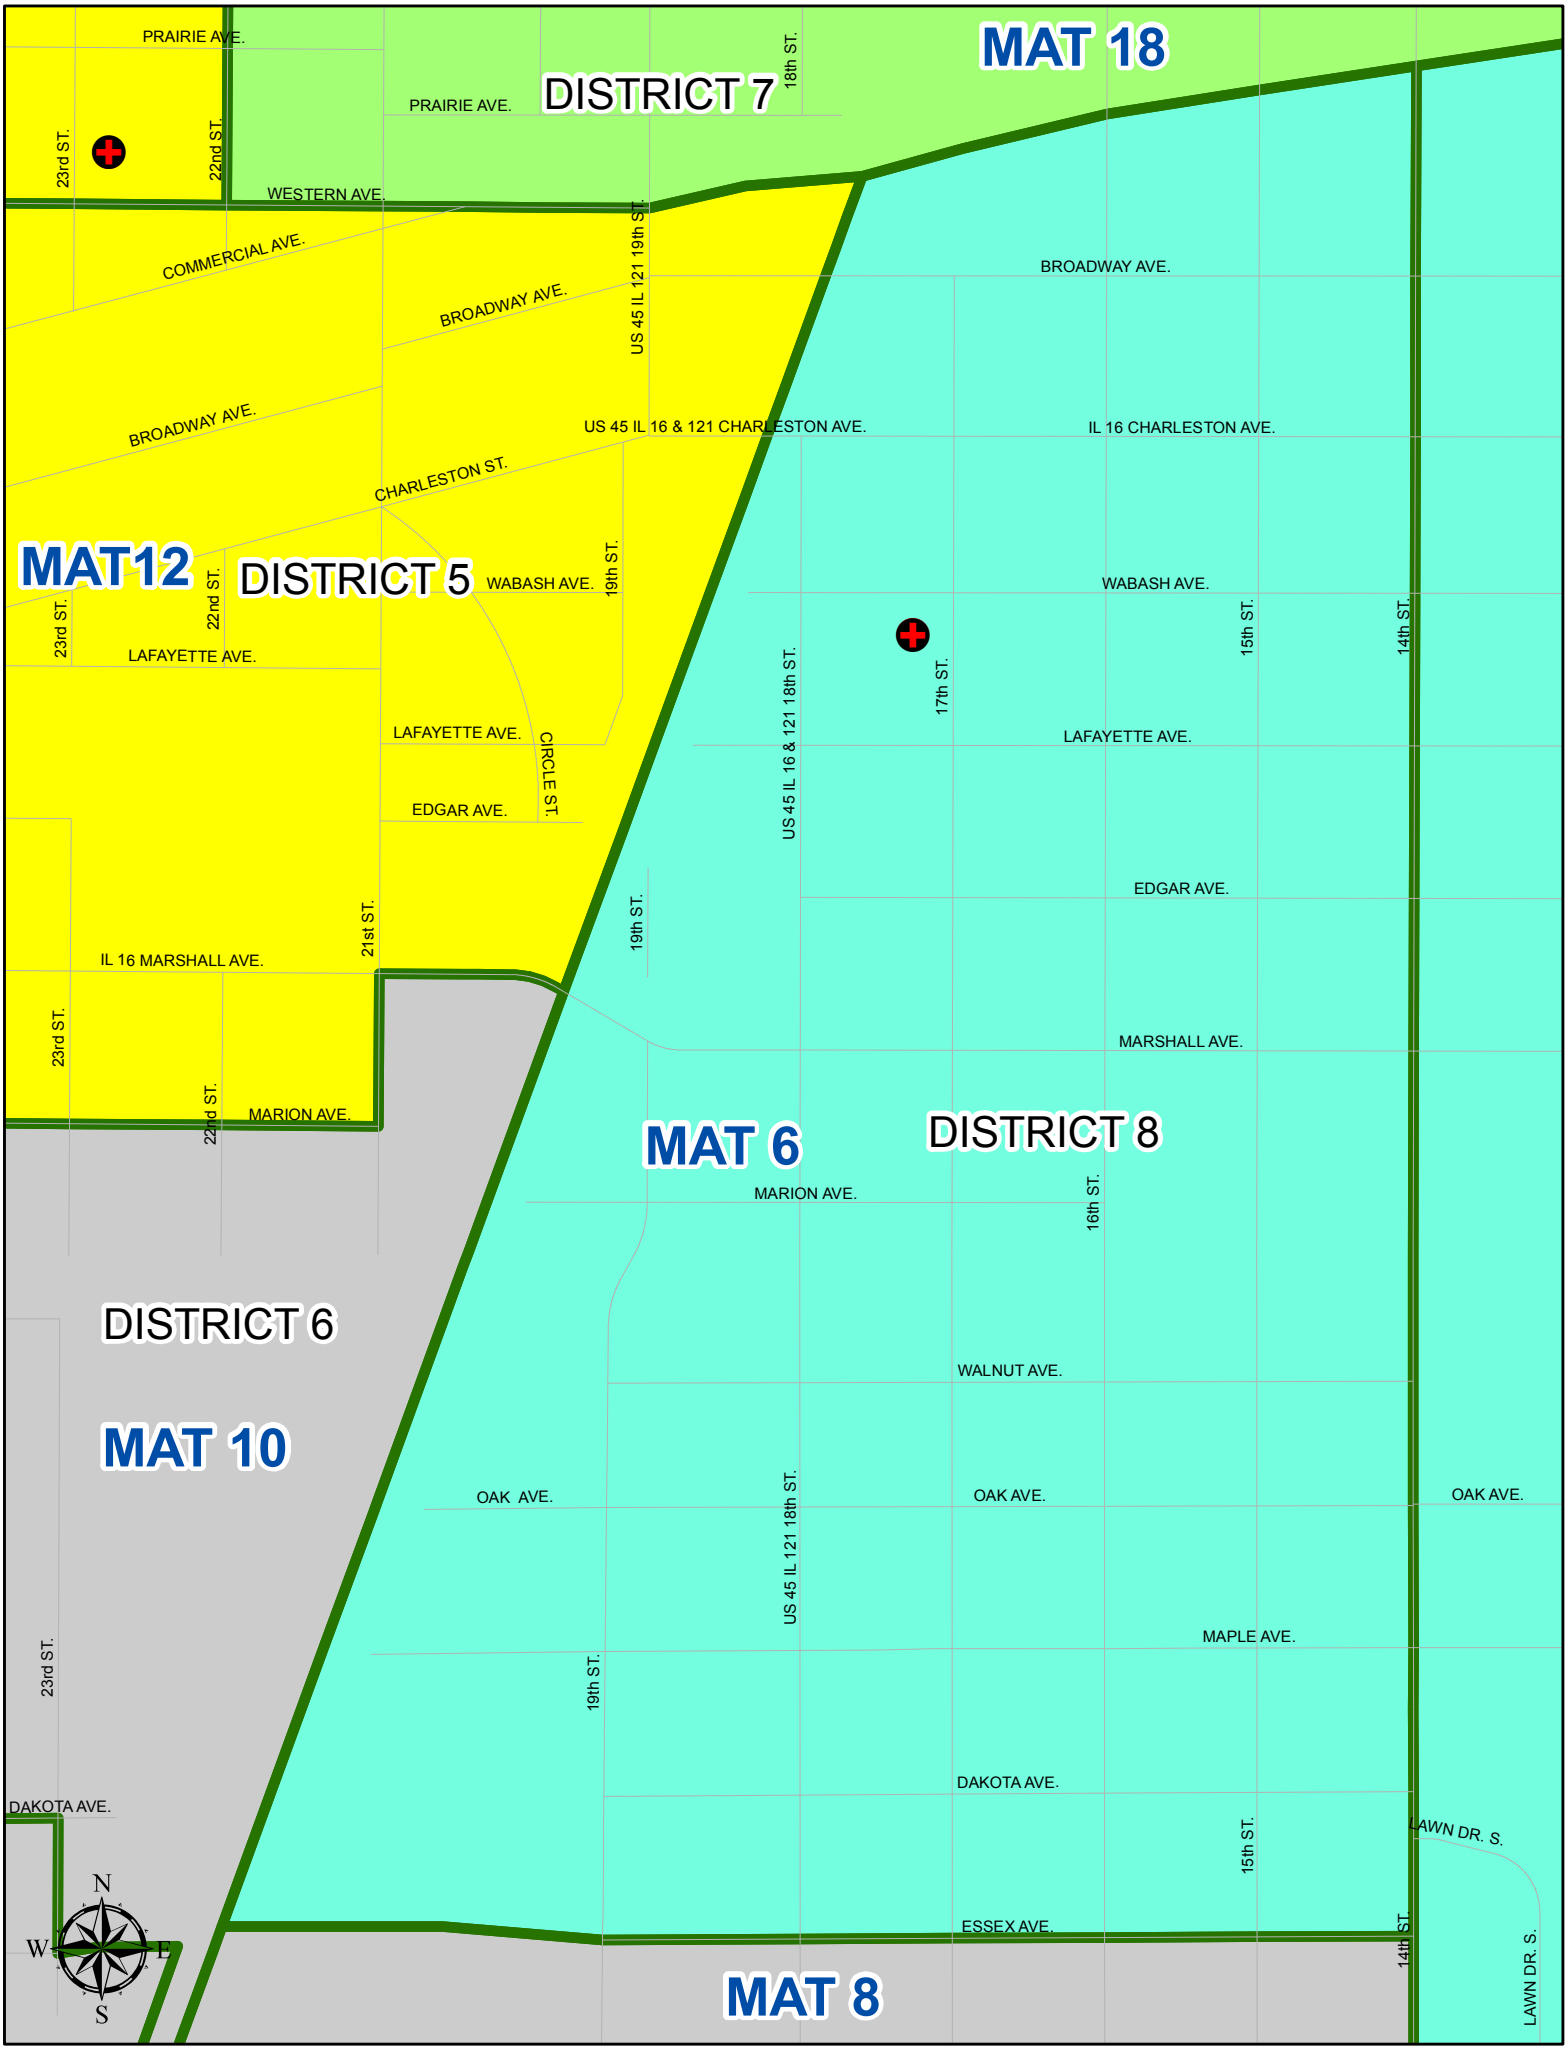 PRAIRIE AVE.
MAT 18
18th ST.
DISTRICT 7
PRAIRIE AVE.
23rd ST.
22nd ST.
WESTERN AVE.
COMMERCIAL AVE.
US 45 IL 121 19th ST.
BROADWAY AVE.
BROADWAY AVE.
BROADWAY AVE.
US 45 IL 16 & 121 CHARLESTON AVE.
IL 16 CHARLESTON AVE.
CHARLESTON ST.
MAT12
DISTRICT 5
22nd ST.
23rd ST.
WABASH AVE.
19th ST.
WABASH AVE.
15th ST.
14th ST.
LAFAYETTE AVE.
17th ST.
US 45 IL 16 & 121 18th ST.
LAFAYETTE AVE.
CIRCLE ST.
LAFAYETTE AVE.
EDGAR AVE.
EDGAR AVE.
21st ST.
19th ST.
IL 16 MARSHALL AVE.
23rd ST.
MARSHALL AVE.
22nd ST.
MARION AVE.
MAT 6
DISTRICT 8
MARION AVE.
16th ST.
DISTRICT 6
WALNUT AVE.
MAT 10
OAK AVE.
OAK AVE.
OAK AVE.
US 45 IL 121 18th ST.
23rd ST.
19th ST.
MAPLE AVE.
DAKOTA AVE.
DAKOTA AVE.
15th ST.
LAWN DR. S.
N
W
E
S
ESSEX AVE.
14th ST.
LAWN DR. S.
MAT 8